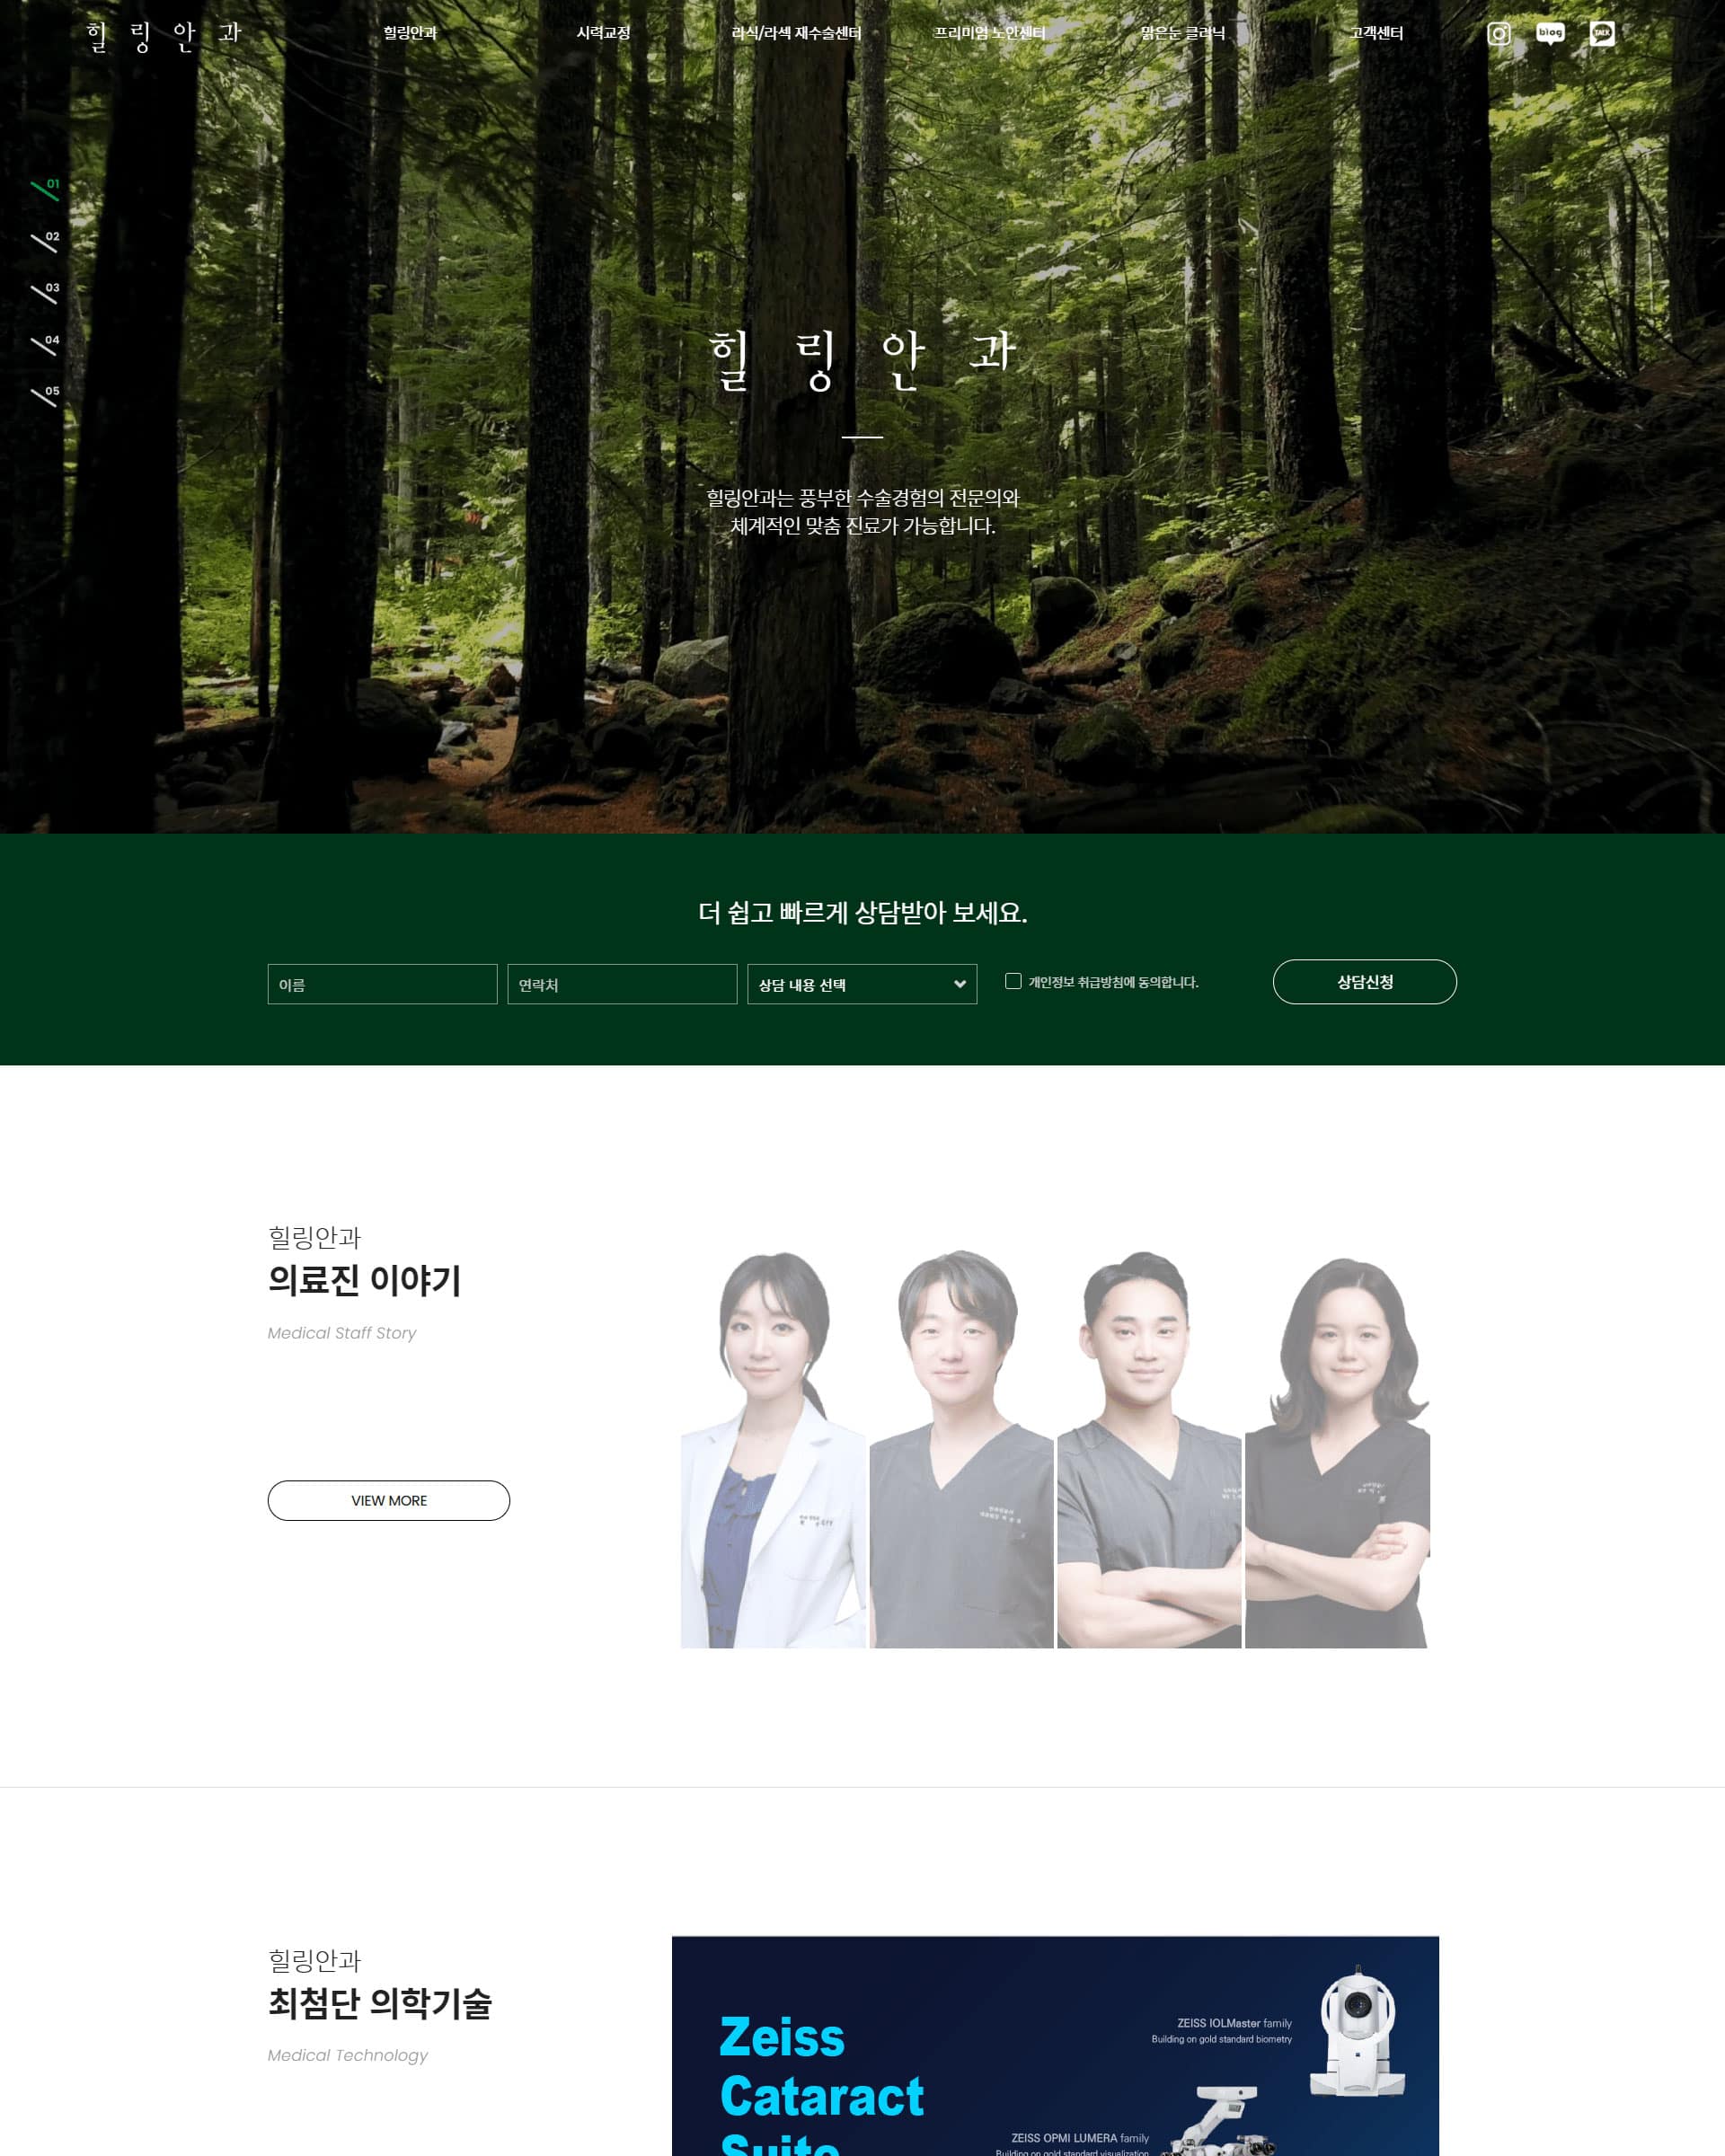 힐링안과
힐링안과
시력교정
라식/라섹 재수술센터
프리미엄 노안센터
맑은눈 클리닉
고객센터
blog
TALK
01
02
03
04
05
힐링안과
힐링안과는 풍부한 수술경험의 전문의와
체계적인 맞춤 진료가 가능합니다.
더 쉽고 빠르게 상담받아 보세요.
이름
연락처
상담 내용 선택
개인정보 취급방침에 동의합니다.
상담신청
힐링안과
의료진 이야기
Medical Staff Story
VIEW MORE
힐링안과
최첨단 의학기술
Medical Technology
Zeiss
Cataract
Suite
ZEISS IOLMaster family
Building on gold standard biometry
ZEISS OPMI LUMERA family
Building on gold standard visualization